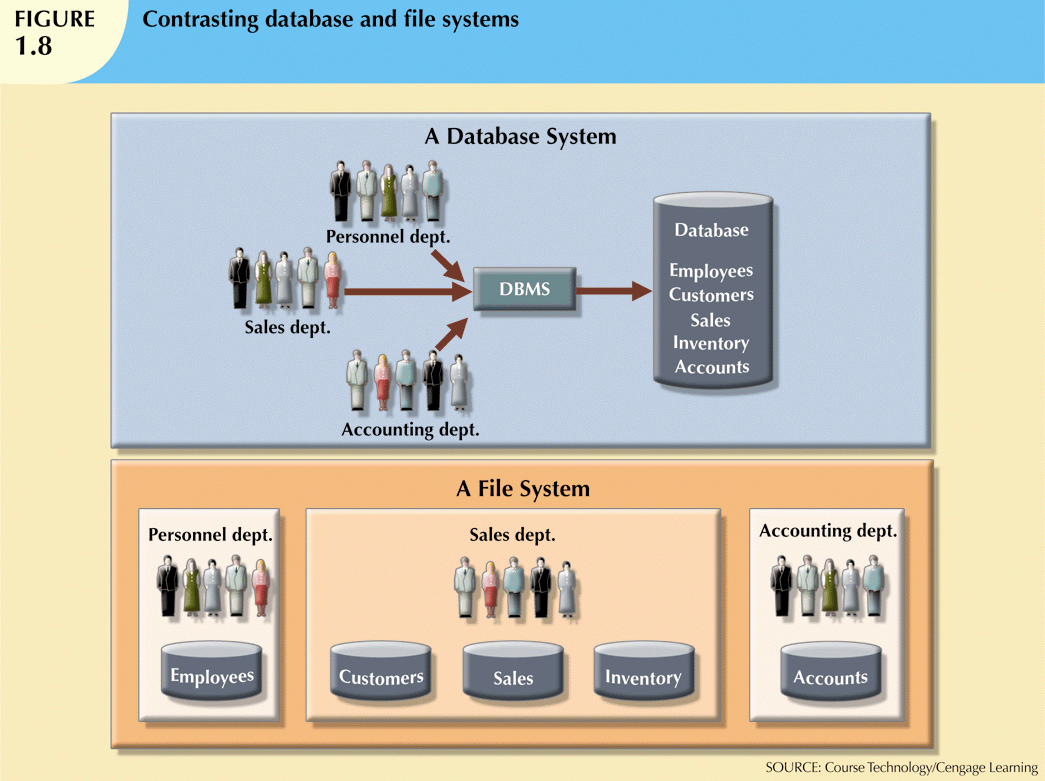 FIGURE
1.8
Contrasting database and file systems
A Database System
Personnel dept.
Sales dept.
Accounting dept.
DBMS
Database
Employees
Customers
Sales
Inventory
Accounts
A File System
Personnel dept.
Employees
Sales dept.
Customers
Sales
Inventory
Accounting dept.
Accounts
SOURCE: Course Technology/Cengage Learning